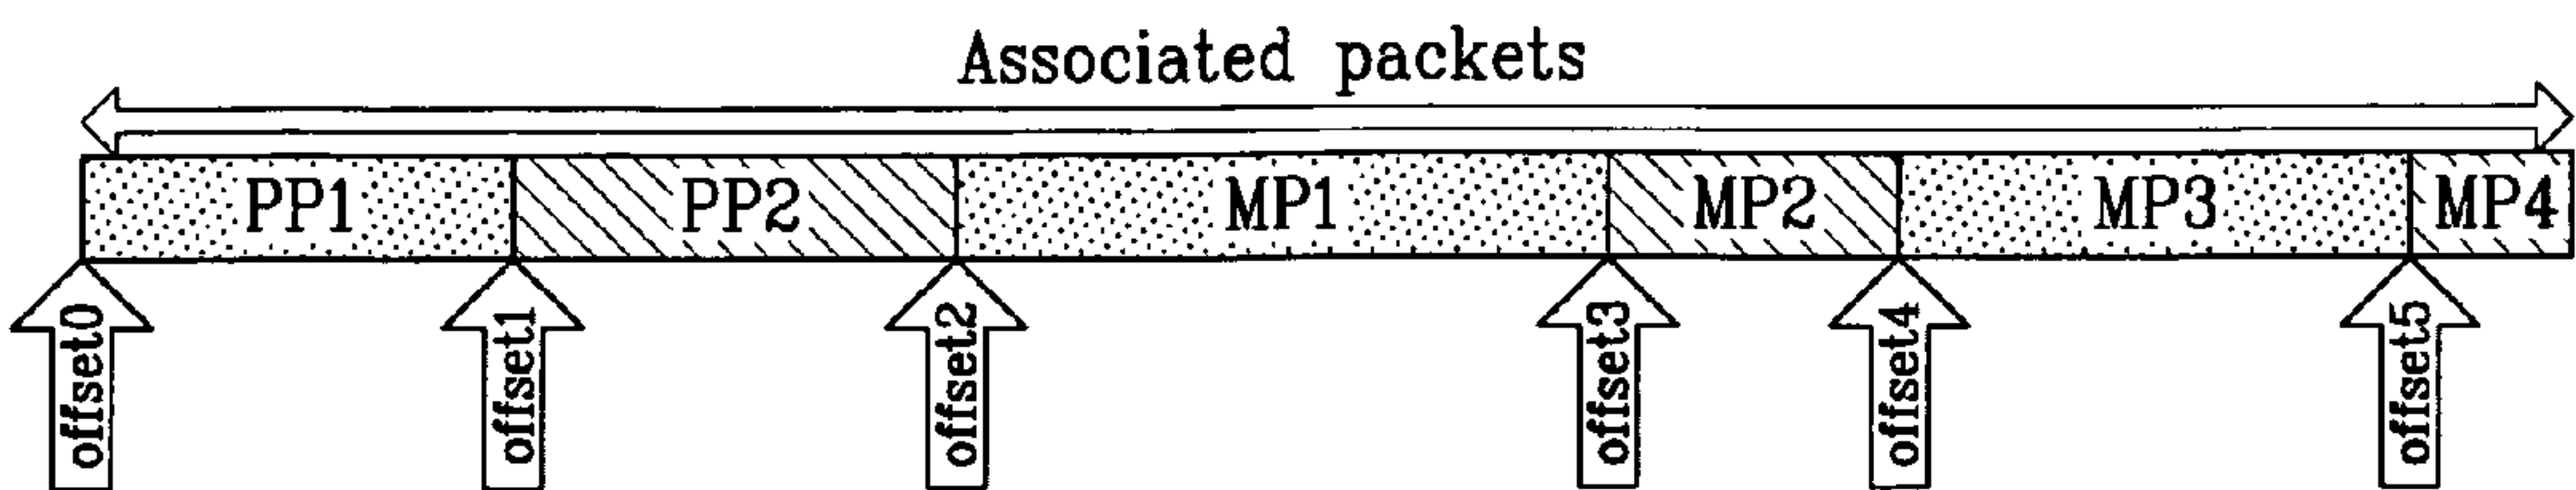 Associated packets
PP1 PP2 MP1 MP2 MP3 MP4
offset0 offset1 offset2 offset3 offset4 offset5